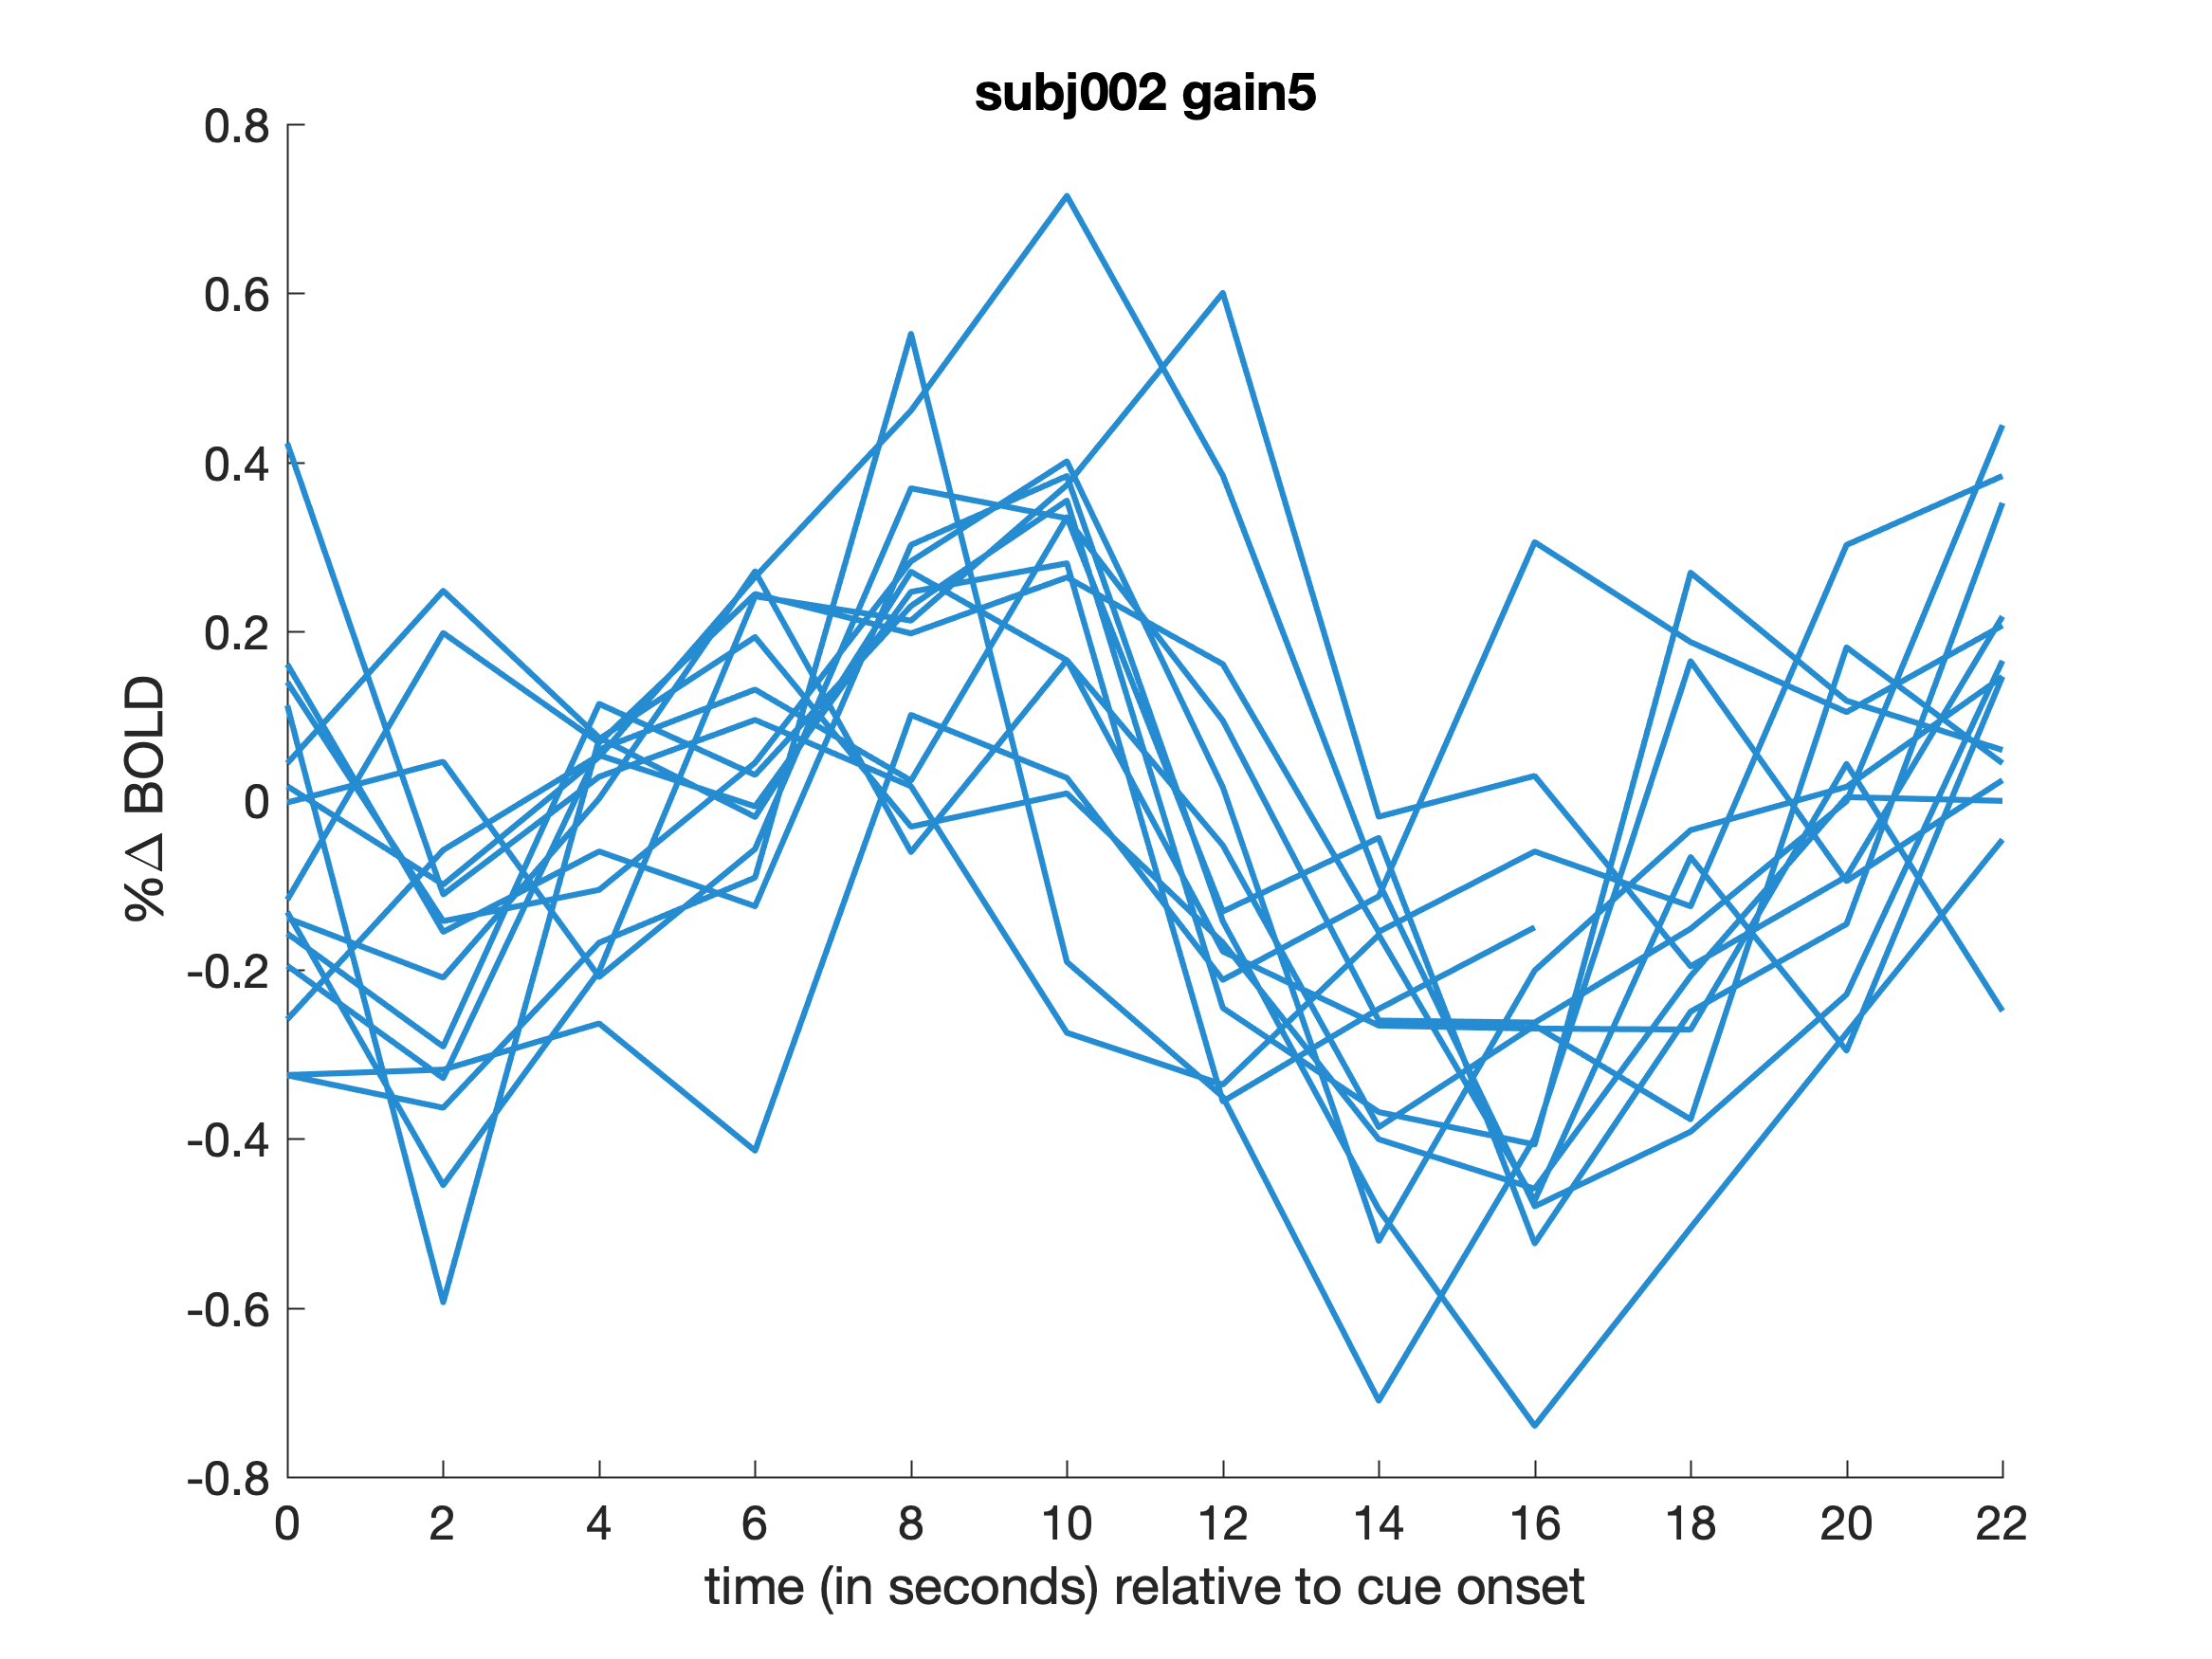 subj002 gain5
0.8
0.6
0.4
0.2
0
-0.2
-0.4
-0.6
-0.8
%Δ BOLD
0 2 4 6 8 10 12 14 16 18 20 22
time (in seconds) relative to cue onset